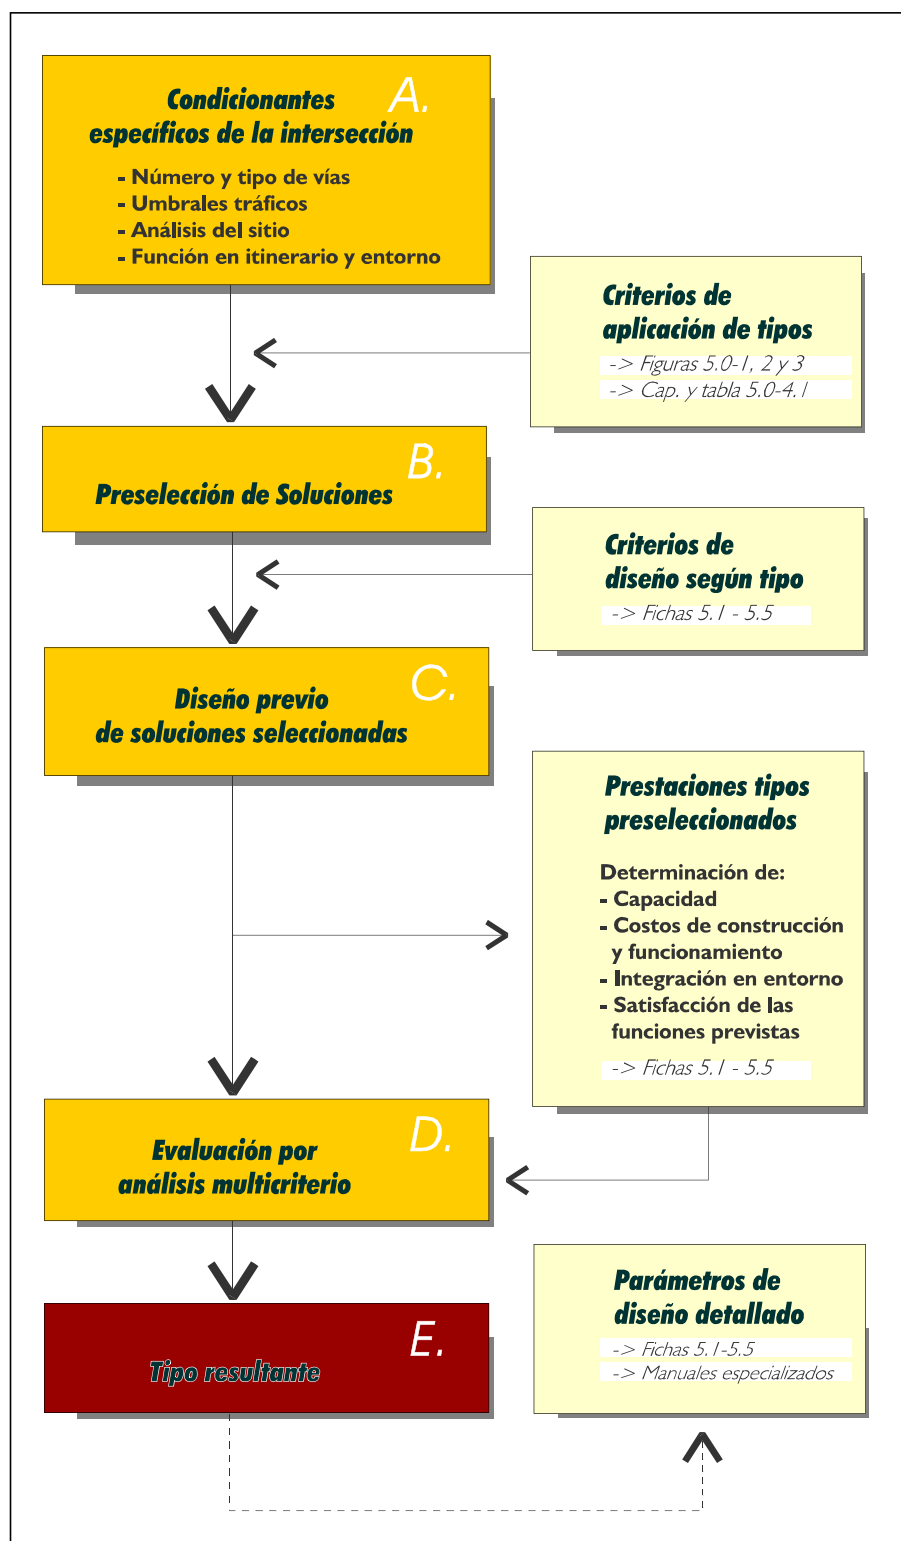 A.
Condicionantes
específicos de la intersección
- Número y tipo de vías
- Umbrales tráficos
- Análisis del sitio
- Función en itinerario y entorno
Criterios de
aplicación de tipos
-> Figuras 5.0-1, 2 y 3
-> Cap. y tabla 5.0-4.1
B.
Preselección de Soluciones
Criterios de
diseño según tipo
-> Fichas 5.1 - 5.5
C.
Diseño previo
de soluciones seleccionadas
Prestaciones tipos
preseleccionados
Determinación de:
- Capacidad
- Costos de construcción
y funcionamiento
- Integración en entorno
- Satisfacción de las
funciones previstas
-> Fichas 5.1 - 5.5
D.
Evaluación por
análisis multicriterio
Parámetros de
diseño detallado
-> Fichas 5.1-5.5
-> Manuales especializados
E.
Tipo resultante